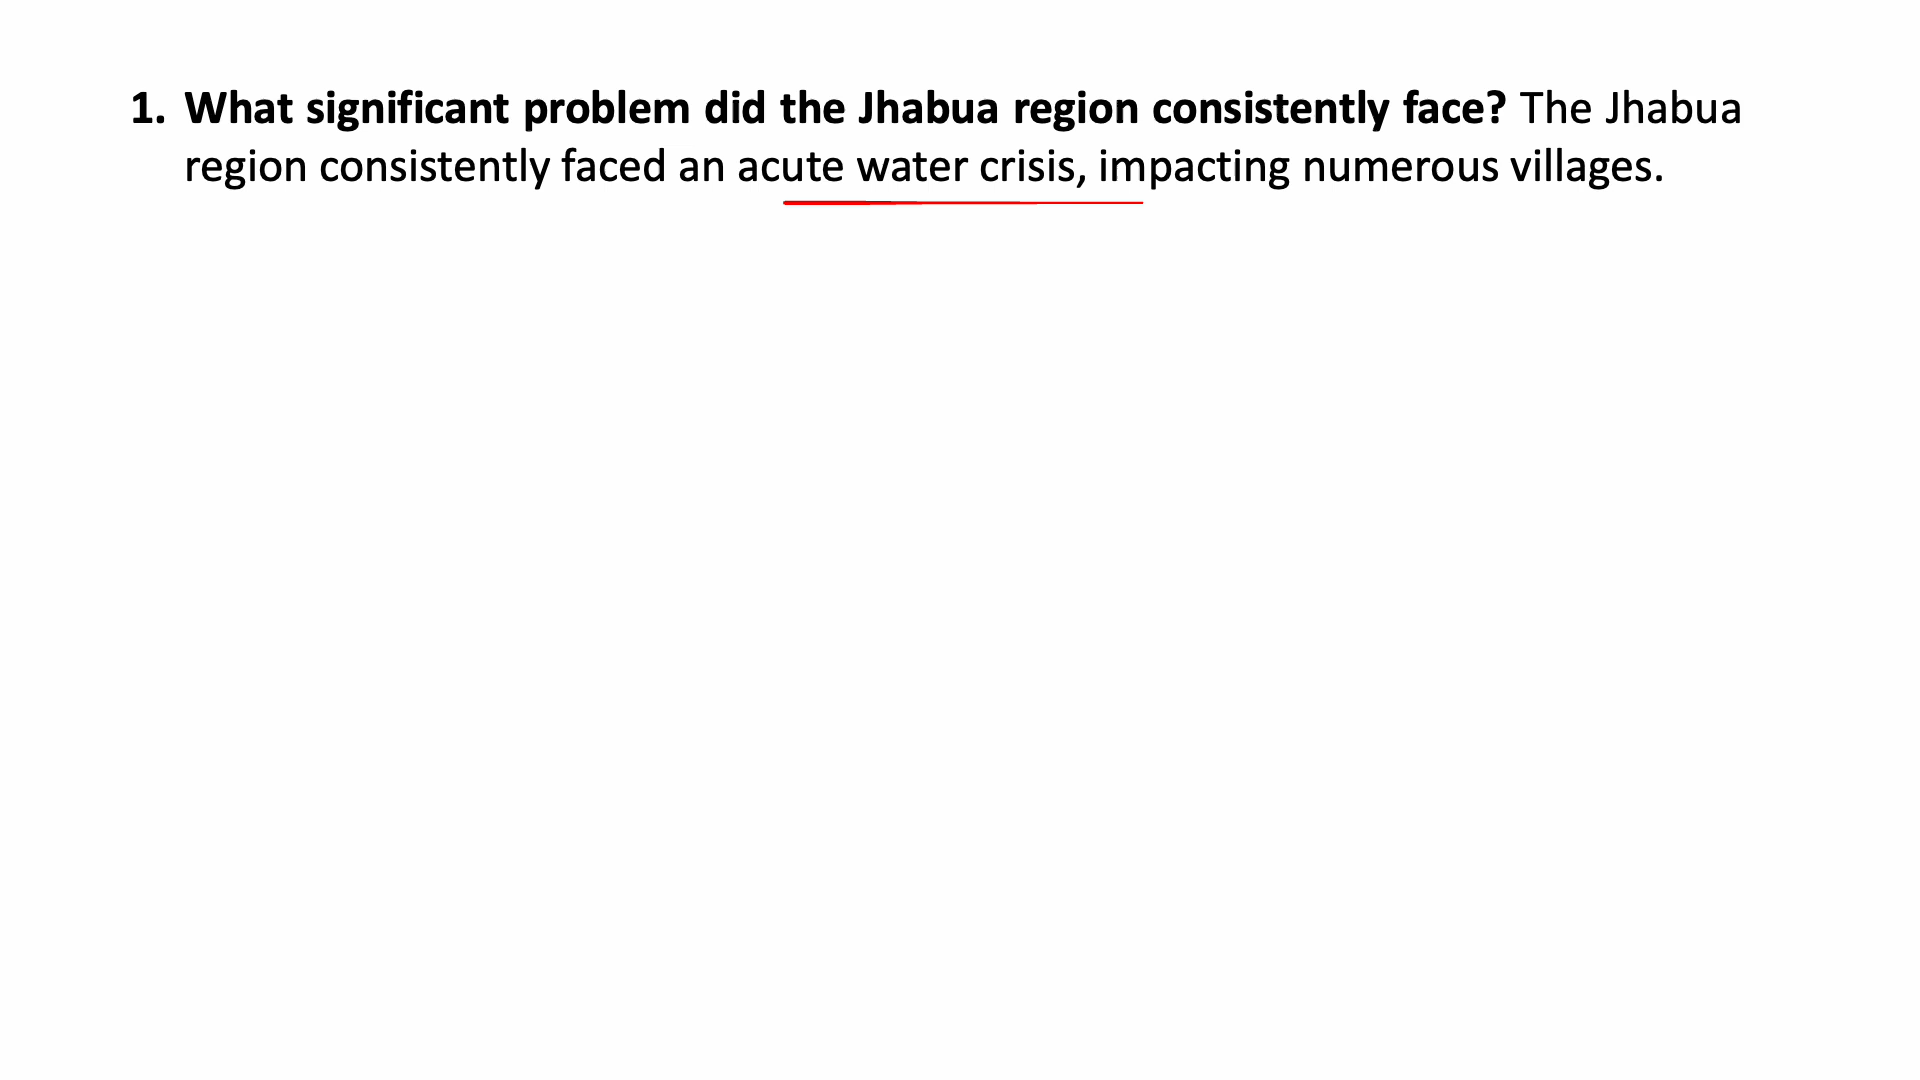 1. What significant problem did the Jhabua region consistently face? The Jhabua
region consistently faced an acute water crisis, impacting numerous villages.